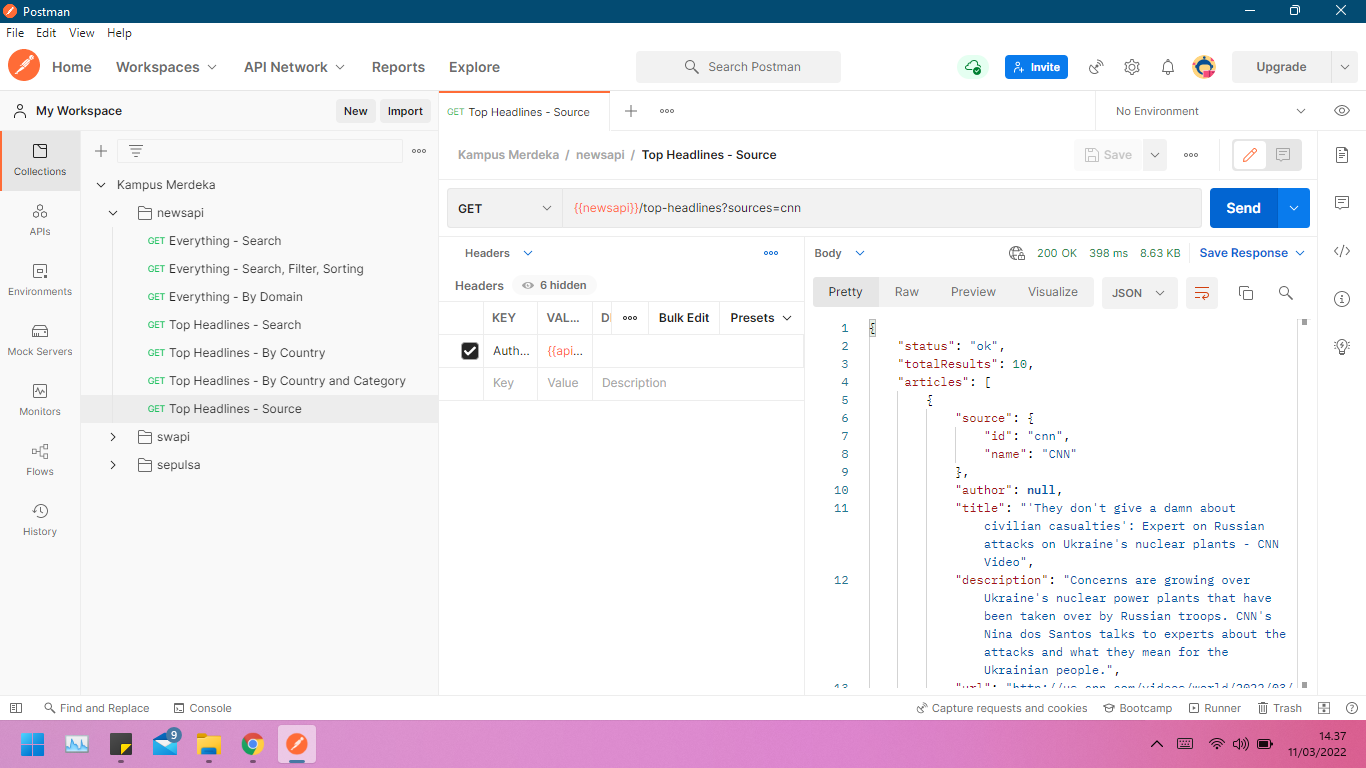 Postman
File Edit View Help
Home Workspaces API Network Reports Explore
Search Postman
Invite
Upgrade
My Workspace
New Import
GET Top Headlines - Source
No Environment
Collections
APIs
Environments
Mock Servers
Monitors
Flows
History
Kampus Merdeka
newsapi
GET Everything - Search
GET Everything - Search, Filter, Sorting
GET Everything - By Domain
GET Top Headlines - Search
GET Top Headlines - By Country
GET Top Headlines - By Country and Category
GET Top Headlines - Source
swapi
sepulsa
Kampus Merdeka / newsapi / Top Headlines - Source
Save
GET
{{newsapi}}/top-headlines?sources=cnn
Send
Headers
Headers 6 hidden
KEY VAL... Bulk Edit Presets
Auth... {{api...
Key Value Description
Body
200 OK 398 ms 8.63 KB Save Response
Pretty Raw Preview Visualize JSON
1 {
2 "status": "ok",
3 "totalResults": 10,
4 "articles": [
5 {
6 "source": {
7 "id": "cnn",
8 "name": "CNN"
9 },
10 "author": null,
11 "title": "'They don't give a damn about
civilian casualties': Expert on Russian
attacks on Ukraine's nuclear plants - CNN
Video",
12 "description": "Concerns are growing over
Ukraine's nuclear power plants that have
been taken over by Russian troops. CNN's
Nina dos Santos talks to experts about the
attacks and what they mean for the
Ukrainian people.",
13 "url": "http://us.cnn.com/videos/world/2022/03/
Find and Replace Console
Capture requests and cookies Bootcamp Runner Trash
9
14.37
11/03/2022